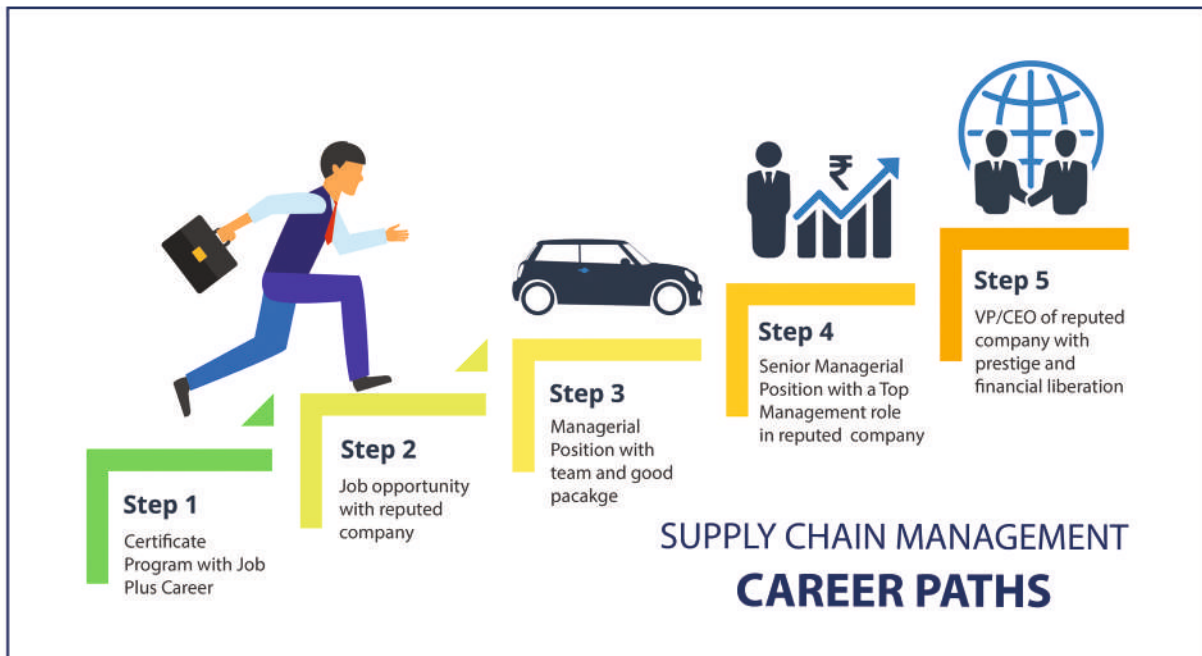 Step 1
Certificate
Program with Job
Plus Career
Step 2
Job opportunity
with reputed
company
Step 3
Managerial
Position with
team and good
pacakge
₹
Step 4
Senior Managerial
Position with a Top
Management role
in reputed company
Step 5
VP/CEO of reputed
company with
prestige and
financial liberation
SUPPLY CHAIN MANAGEMENT
CAREER PATHS